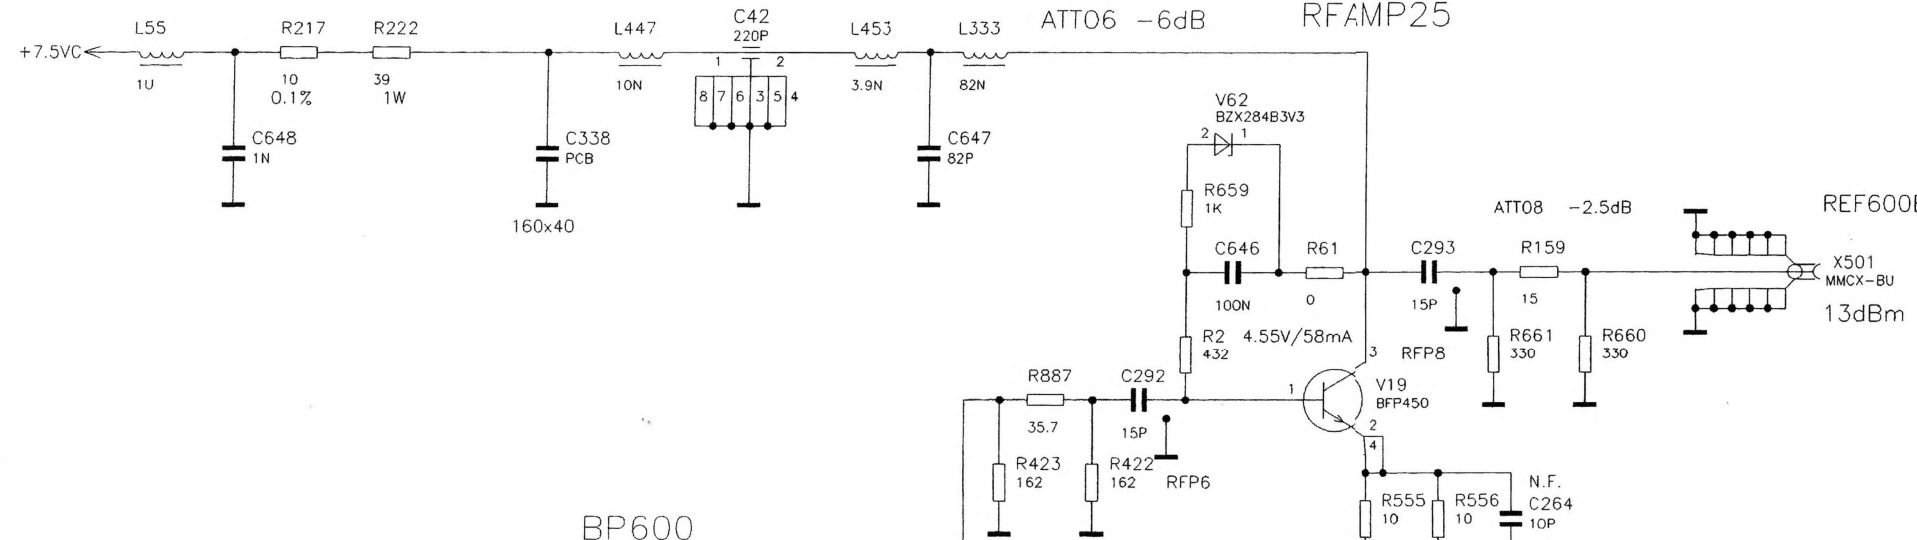 ATT06 -6dB
RFAMP25
L55
R217
R222
L447
C42
220P
L453
L333
+7.5VC
1 2
1U
10
0.1%
39
1W
10N
8 7 6 3 5 4
3.9N
82N
C648
1N
C338
PCB
160x40
C647
82P
V62
BZX284B3V3
2 1
R659
1K
ATT08 -2.5dB
C646
100N
R61
0
C293
15P
R159
15
X501
MMCX-BU
13dBm
R2
432
4.55V/58mA
RFP8
R661
330
R660
330
R887
35.7
C292
15P
1
3
V19
BFP450
2
4
R423
162
R422
162
RFP6
R555
10
R556
10
N.F.
C264
10P
BP600